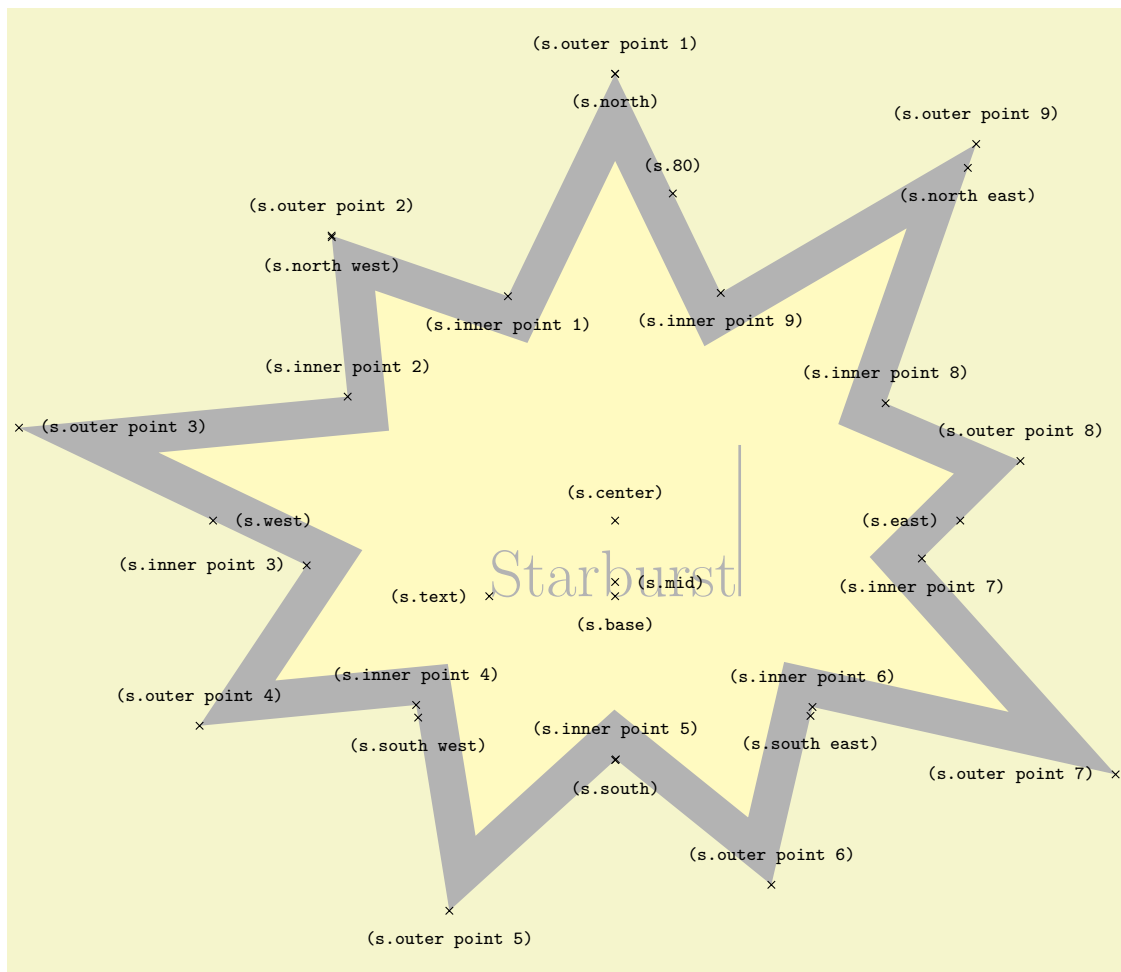 (s.outer point 1)
(s.north)
(s.outer point 9)
(s.80)
(s.north east)
(s.outer point 2)
(s.north west)
(s.inner point 1)
(s.inner point 9)
(s.inner point 2)
(s.inner point 8)
(s.outer point 3)
(s.outer point 8)
(s.center)
(s.west)
(s.east)
(s.inner point 3)
Starburst
(s.mid)
(s.inner point 7)
(s.text)
(s.base)
(s.inner point 4)
(s.inner point 6)
(s.outer point 4)
(s.inner point 5)
(s.south west)
(s.south east)
(s.outer point 7)
(s.south)
(s.outer point 6)
(s.outer point 5)